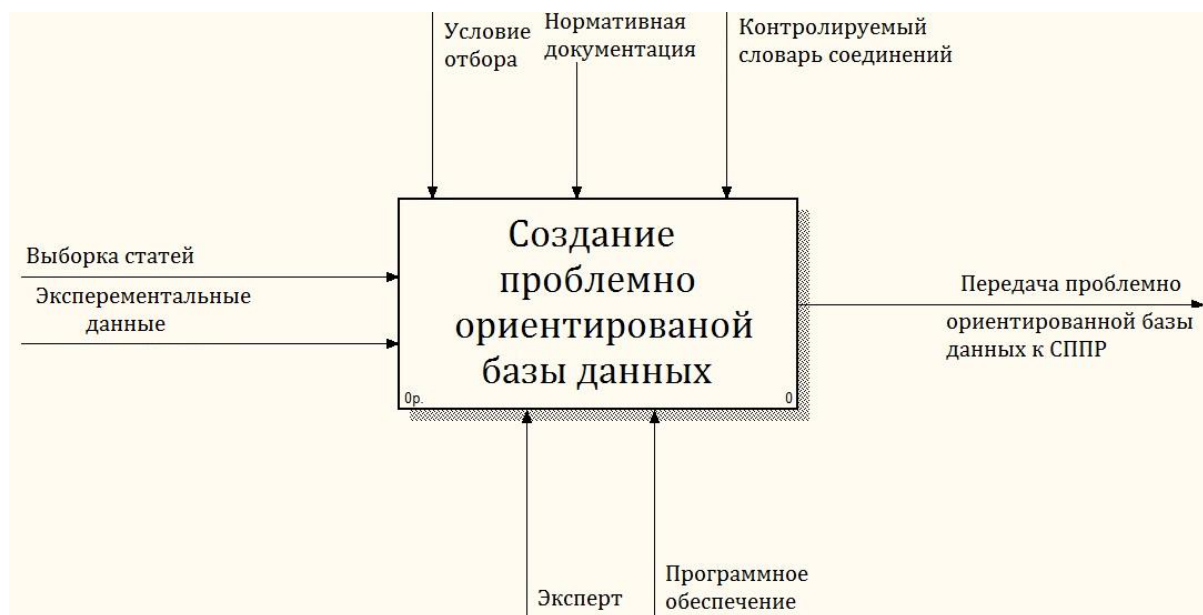 Условие
отбора
Нормативная
документация
Контролируемый
словарь соединений
Выборка статей
Эксперементальные
данные
Создание
проблемно
ориентированой
базы данных
0р.
0
Передача проблемно
ориентированной базы
данных к СППР
Эксперт
Программное
обеспечение